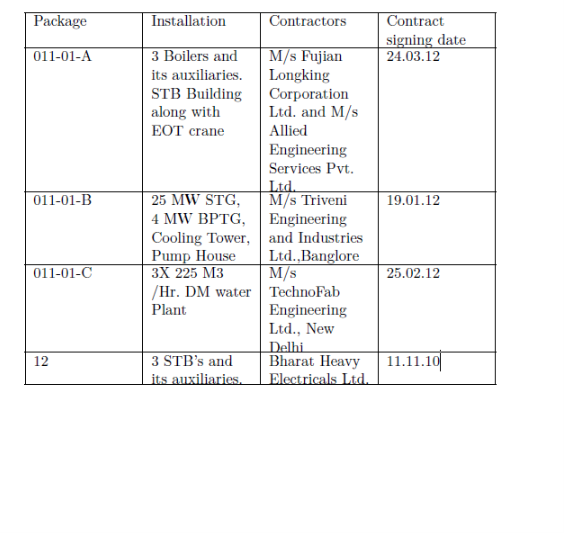 Package Installation Contractors Contract
signing date
011-01-A 3 Boilers and M/s Fujian 24.03.12
its auxiliaries. Longking
STB Building Corporation
along with Ltd. and M/s
EOT crane Allied
Engineering
Services Pvt.
Ltd.
011-01-B 25 MW STG, M/s Triveni 19.01.12
4 MW BPTG, Engineering
Cooling Tower, and Industries
Pump House Ltd.,Banglore
011-01-C 3X 225 M3 M/s 25.02.12
/Hr. DM water TechnoFab
Plant Engineering
Ltd., New
Delhi
12 3 STB's and Bharat Heavy 11.11.10
its auxiliaries. Electricals Ltd.